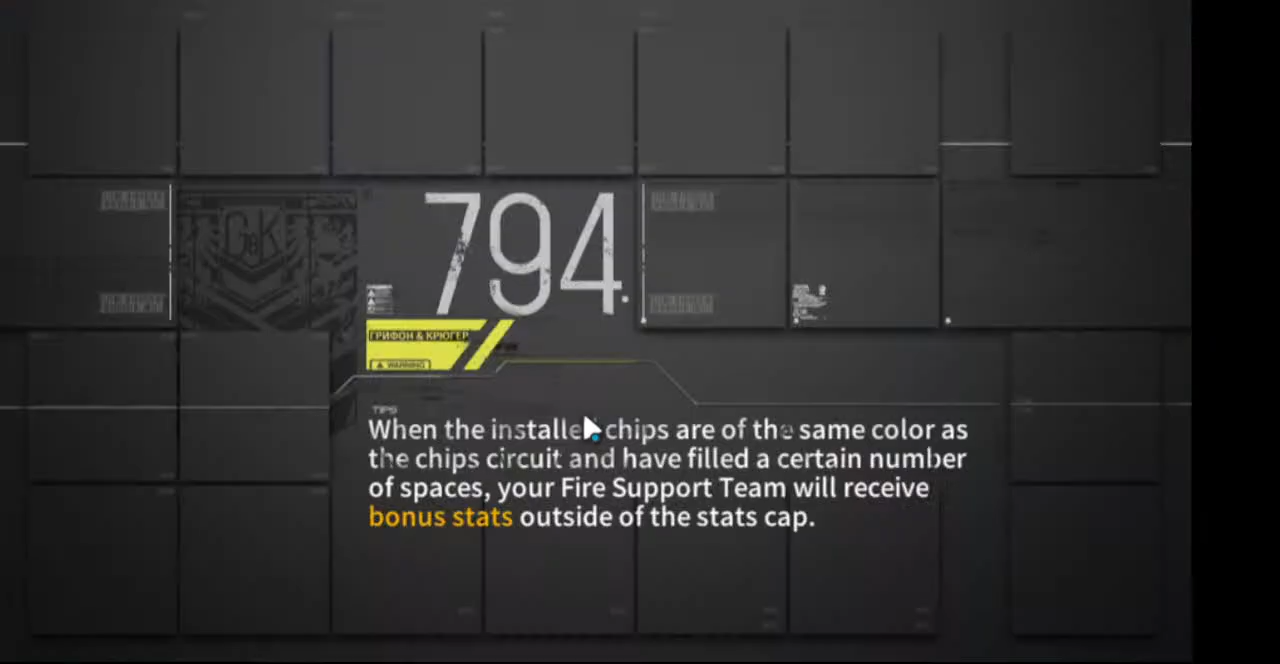 G&K
794.
ГРИФОН & КРЮГЕР
WARNING
TIPS
When the installed chips are of the same color as
the chips circuit and have filled a certain number
of spaces, your Fire Support Team will receive
bonus stats outside of the stats cap.